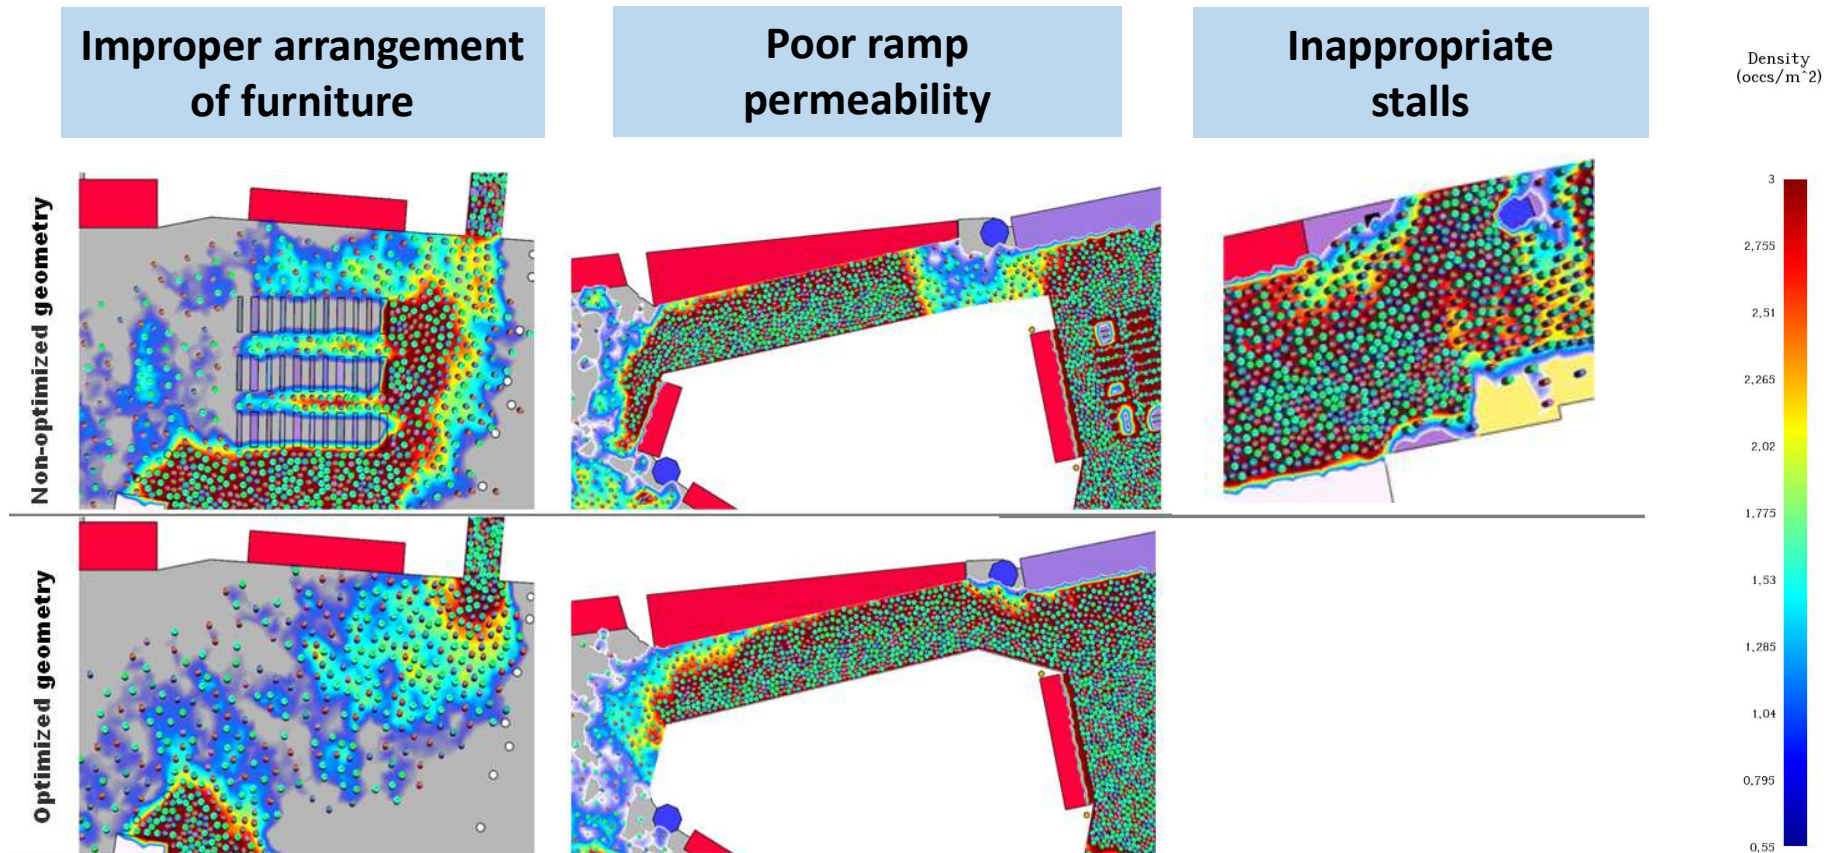 Improper arrangement
of furniture
Poor ramp
permeability
Inappropriate
stalls
Density
(occs/m^2)
Non-optimized geometry
Optimized geometry
3
2,755
2,51
2,265
2,02
1,775
1,53
1,285
1.04
0,795
0,55